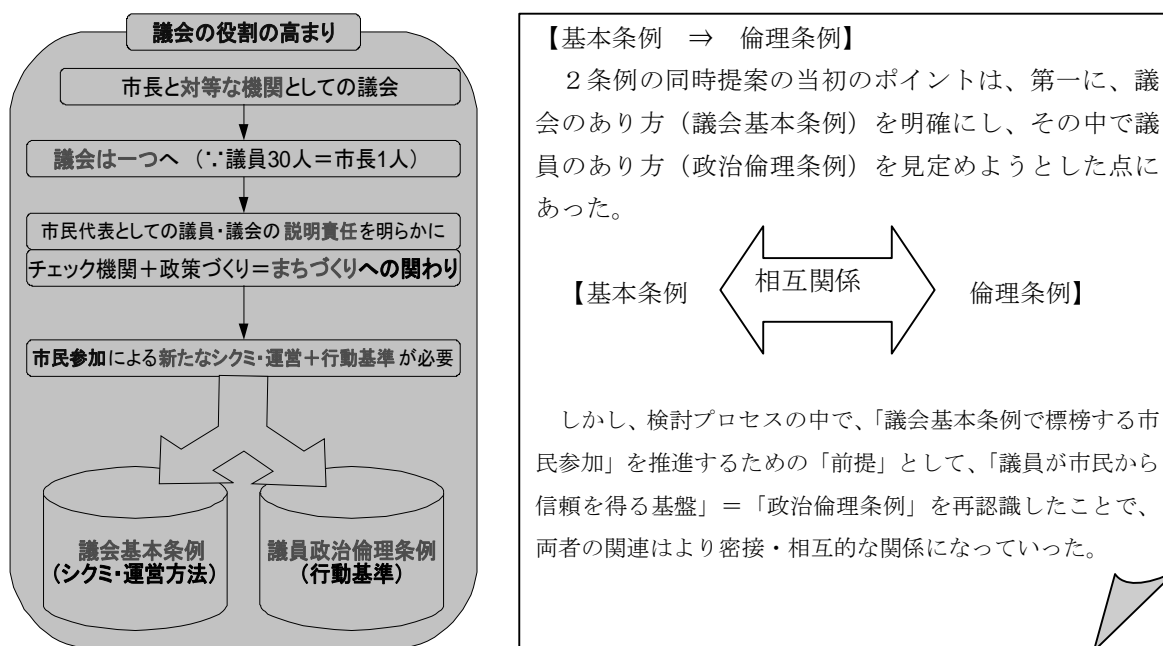 議会の役割の高まり
市長と対等な機関としての議会
議会は一つへ （∵議員30人＝市長1人）
市民代表としての議員・議会の説明責任を明らかに
チェック機関＋政策づくり＝まちづくりへの関わり
市民参加による新たなシクミ・運営＋行動基準が必要
議会基本条例
(シクミ・運営方法)
議員政治倫理条例
(行動基準)
【基本条例　⇒　倫理条例】
２条例の同時提案の当初のポイントは、第一に、議
会のあり方（議会基本条例）を明確にし、その中で議
員のあり方（政治倫理条例）を見定めようとした点に
あった。
【基本条例　相互関係　倫理条例】
しかし、検討プロセスの中で、「議会基本条例で標榜する市
民参加」を推進するための「前提」として、「議員が市民から
信頼を得る基盤」＝「政治倫理条例」を再認識したことで、
両者の関連はより密接・相互的な関係になっていった。